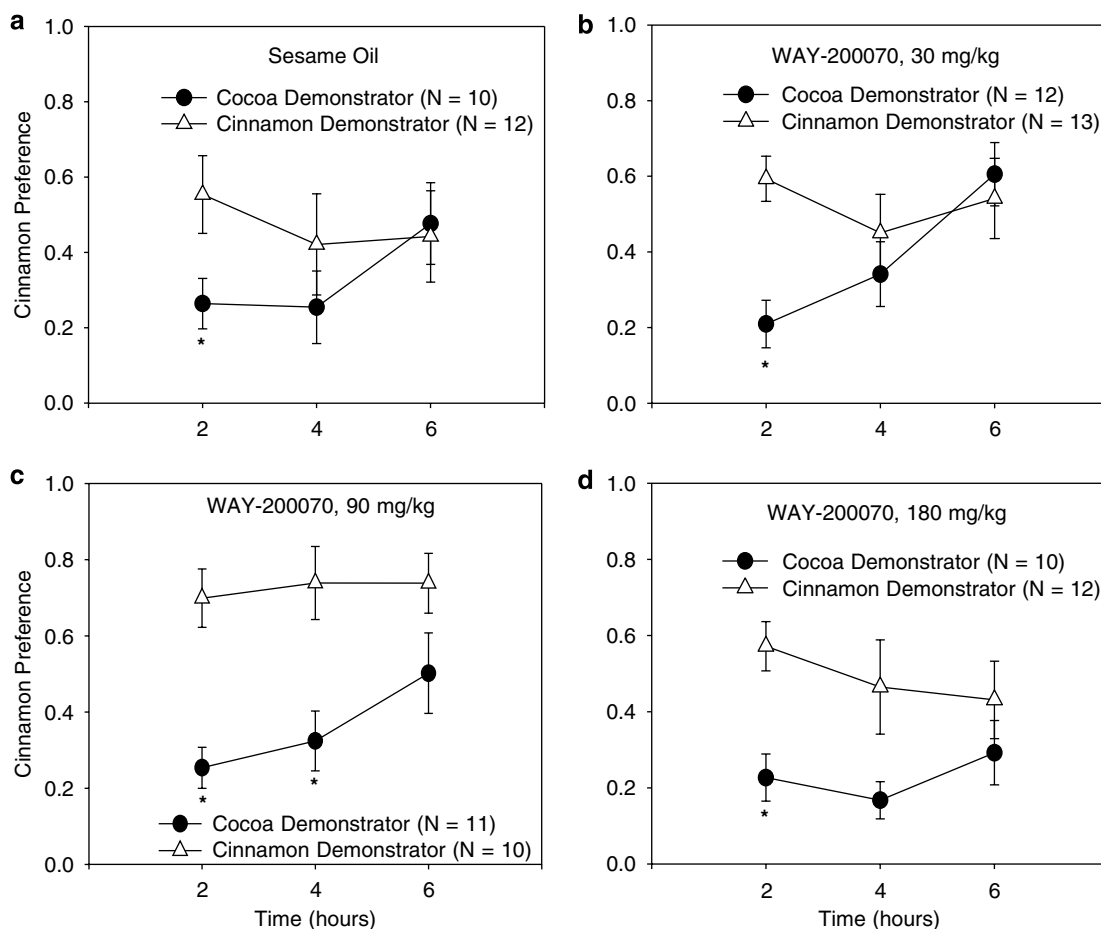 a
Sesame Oil
Cocoa Demonstrator (N = 10)
Cinnamon Demonstrator (N = 12)
Cinnamon Preference
1.0
0.8
0.6
0.4
0.2
0.0
*
2 4 6
b
WAY-200070, 30 mg/kg
Cocoa Demonstrator (N = 12)
Cinnamon Demonstrator (N = 13)
1.0
0.8
0.6
0.4
0.2
0.0
*
2 4 6
c
WAY-200070, 90 mg/kg
Cinnamon Preference
1.0
0.8
0.6
0.4
0.2
0.0
* *
Cocoa Demonstrator (N = 11)
Cinnamon Demonstrator (N = 10)
2 4 6
Time (hours)
d
WAY-200070, 180 mg/kg
Cocoa Demonstrator (N = 10)
Cinnamon Demonstrator (N = 12)
1.0
0.8
0.6
0.4
0.2
0.0
*
2 4 6
Time (hours)